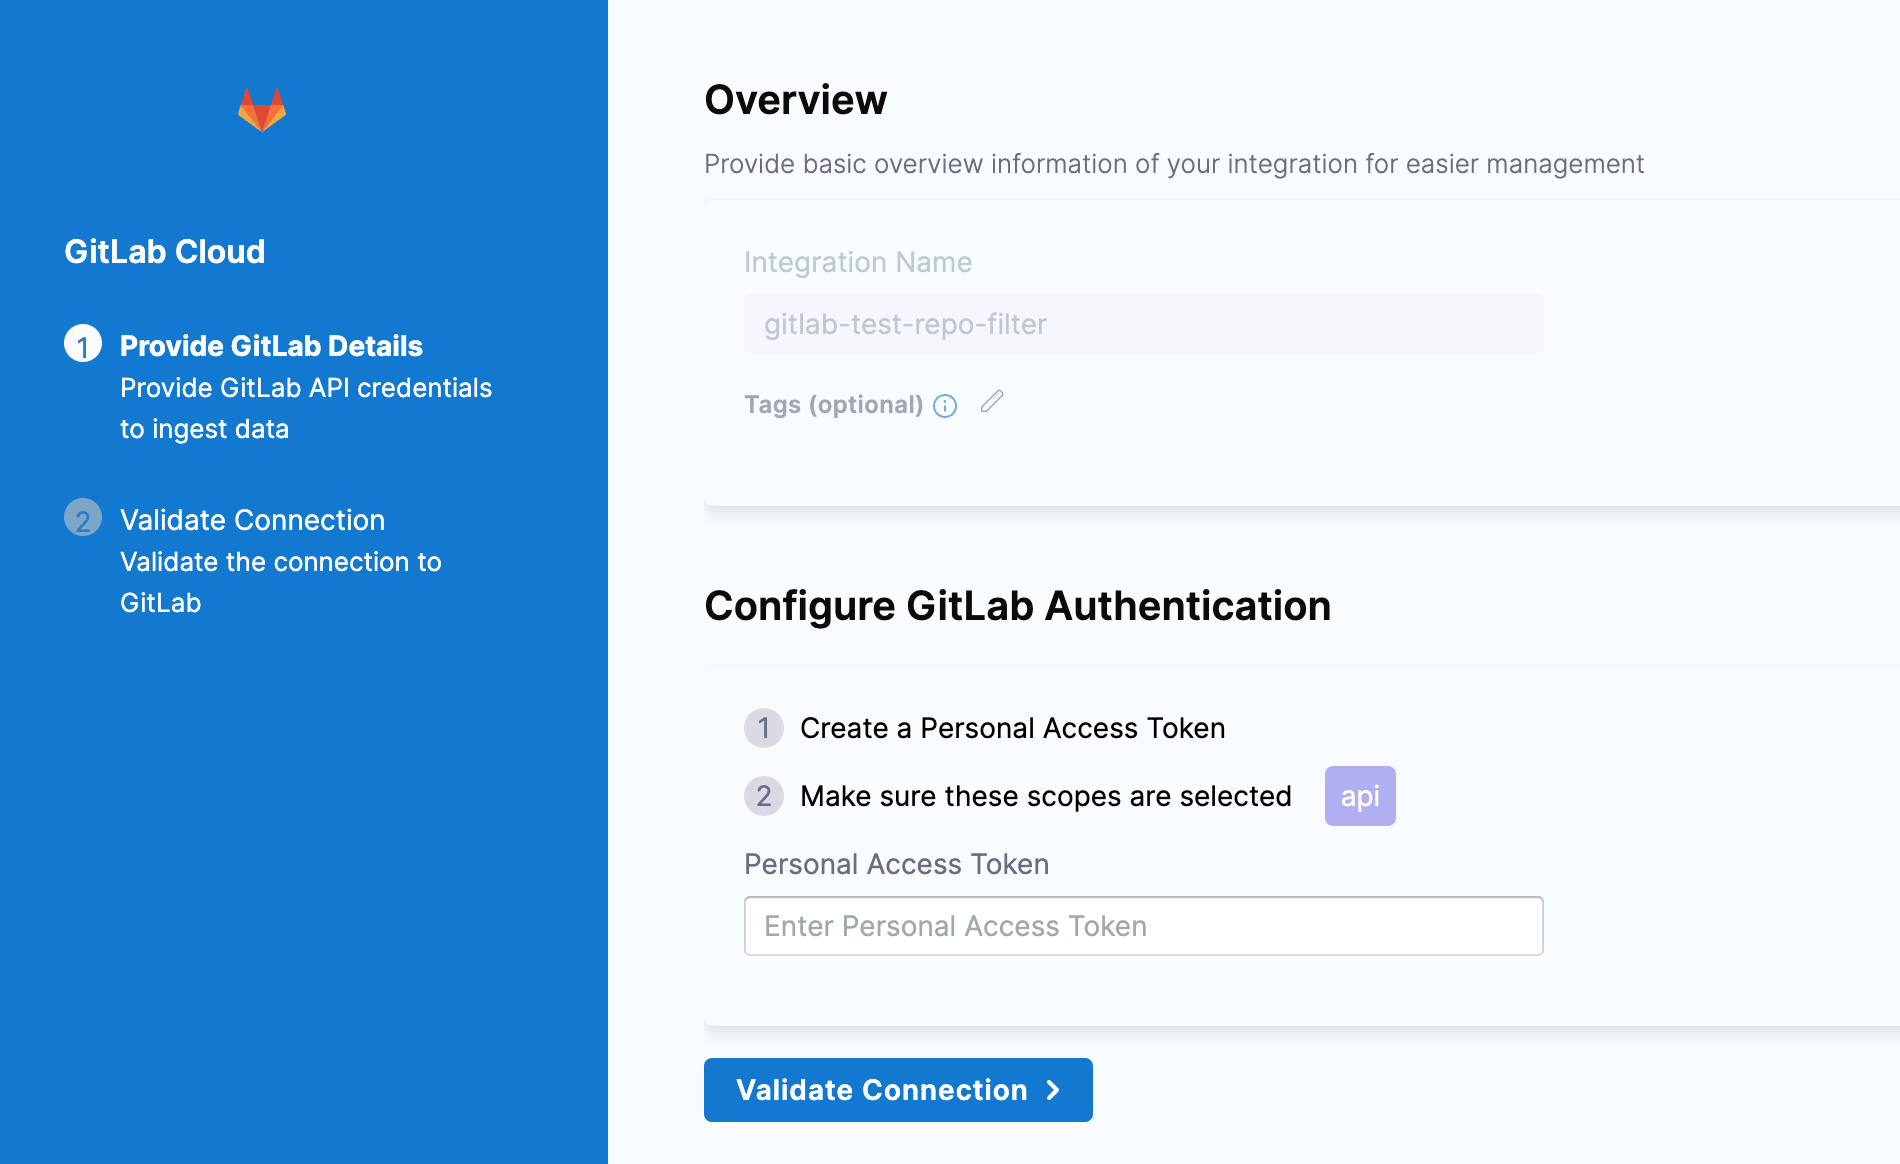 GitLab Cloud
1 Provide GitLab Details
Provide GitLab API credentials
to ingest data
2 Validate Connection
Validate the connection to
GitLab
Overview
Provide basic overview information of your integration for easier management
Integration Name
gitlab-test-repo-filter
Tags (optional)
Configure GitLab Authentication
1 Create a Personal Access Token
2 Make sure these scopes are selected api
Personal Access Token
Enter Personal Access Token
Validate Connection